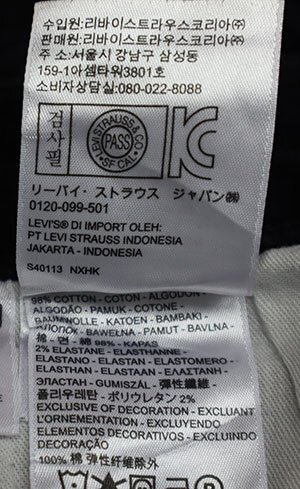 수입원:리바이스트라우스코리아(주)
판매원:리바이스트라우스코리아(주)
주 소:서울시 강남구 삼성동
159-1아셈타워3801호
소비자상담실:080-022-8088
검사필
LEVI STRAUSS & CO.
PASS
SF CAL
KC
リーバイ・ストラウス ジャパン㈱
0120-099-501
LEVI'S® DI IMPORT OLEH:
PT LEVI STRAUSS INDONESIA
JAKARTA - INDONESIA
S40113 NXHK
98% COTTON - COTON - ALGODÓN -
ALGODÃO - PAMUK - COTONE -
BAUMWOLLE - KATOEN - BAMBAKI -
ХЛОПОК - BAWEŁNA - PAMUT - BAVLNA -
棉 - 면 - 綿 98% - KAPAS
2% ELASTANE - ELASTHANNE -
ELASTANO - ELASTAN - ELASTOMERO -
ELASTHAN - ELASTAAN - ΕΛΑΣΤΑΝΗ -
ЭЛАСТАН - GUMISZÁL - 弹性纖維 -
폴리우레탄 - ポリウレタン 2%
EXCLUSIVE OF DECORATION - EXCLUANT
L'ORNEMENTATION - EXCLUYENDO
ELEMENTOS DECORATIVOS - EXCLUINDO
DECORAÇÃO
100% 棉 弹性纤维除外